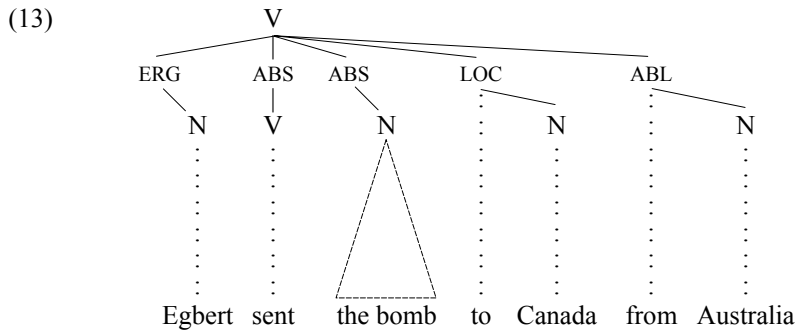 (13) V
ERG ABS ABS LOC ABL
N V N N N
Egbert sent the bomb to Canada from Australia